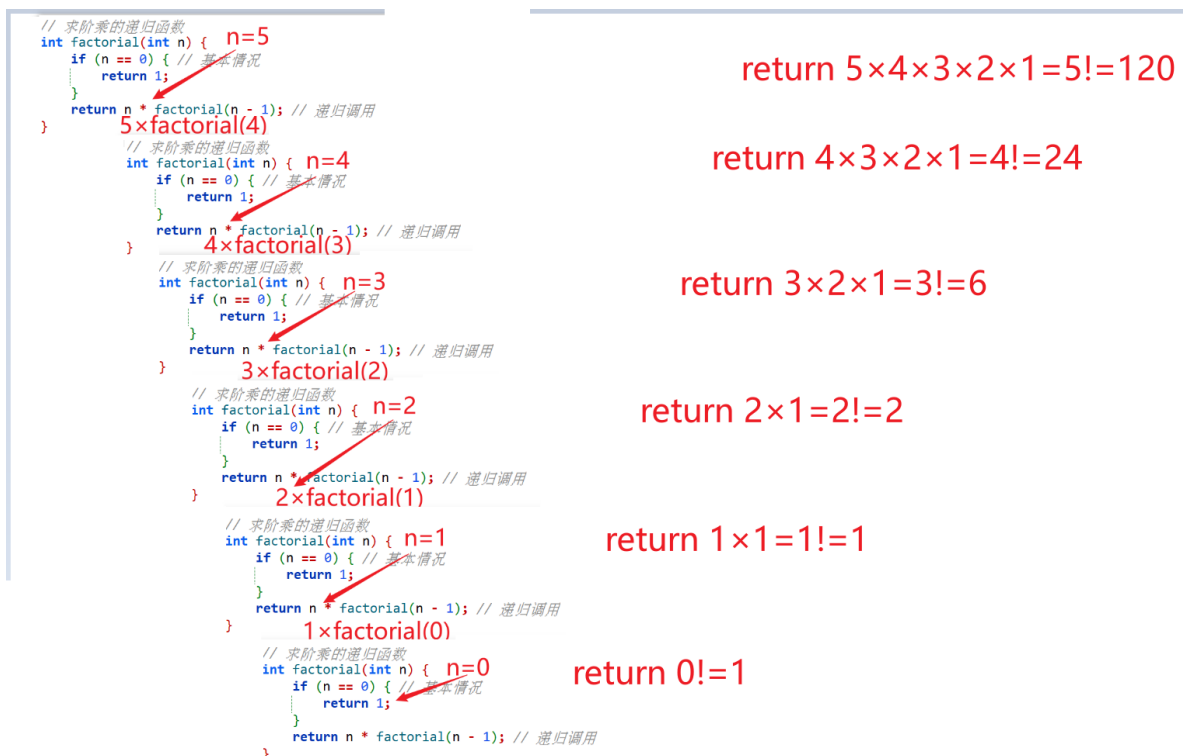 // 求阶乘的递归函数
int factorial(int n) { n=5
if (n == 0) { // 基本情况
return 1;
}
return n * factorial(n - 1); // 递归调用
}
5×factorial(4)
return 5×4×3×2×1=5!=120
// 求阶乘的递归函数
int factorial(int n) { n=4
if (n == 0) { // 基本情况
return 1;
}
return n * factorial(n - 1); // 递归调用
}
4×factorial(3)
return 4×3×2×1=4!=24
// 求阶乘的递归函数
int factorial(int n) { n=3
if (n == 0) { // 基本情况
return 1;
}
return n * factorial(n - 1); // 递归调用
}
3×factorial(2)
return 3×2×1=3!=6
// 求阶乘的递归函数
int factorial(int n) { n=2
if (n == 0) { // 基本情况
return 1;
}
return n * factorial(n - 1); // 递归调用
}
2×factorial(1)
return 2×1=2!=2
// 求阶乘的递归函数
int factorial(int n) { n=1
if (n == 0) { // 基本情况
return 1;
}
return n * factorial(n - 1); // 递归调用
}
1×factorial(0)
return 1×1=1!=1
// 求阶乘的递归函数
int factorial(int n) { n=0
if (n == 0) { // 基本情况
return 1;
}
return n * factorial(n - 1); // 递归调用
}
return 0!=1